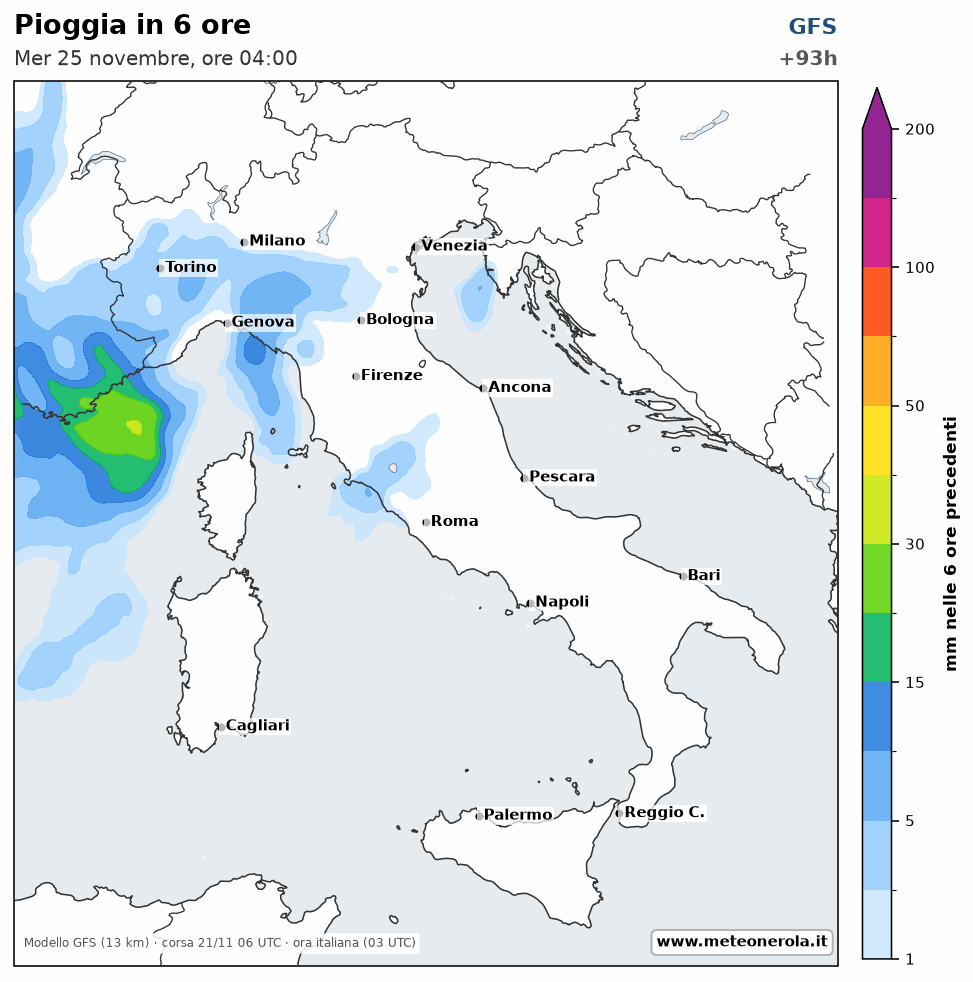 Pioggia in 6 ore
GFS
Mer 25 novembre, ore 04:00
+93h
Milano
Venezia
Torino
Genova
Bologna
Firenze
Ancona
Pescara
Roma
Bari
Napoli
Cagliari
Palermo
Reggio C.
200
100
50
30
15
5
1
mm nelle 6 ore precedenti
Modello GFS (13 km) · corsa 21/11 06 UTC · ora italiana (03 UTC)
www.meteonerola.it